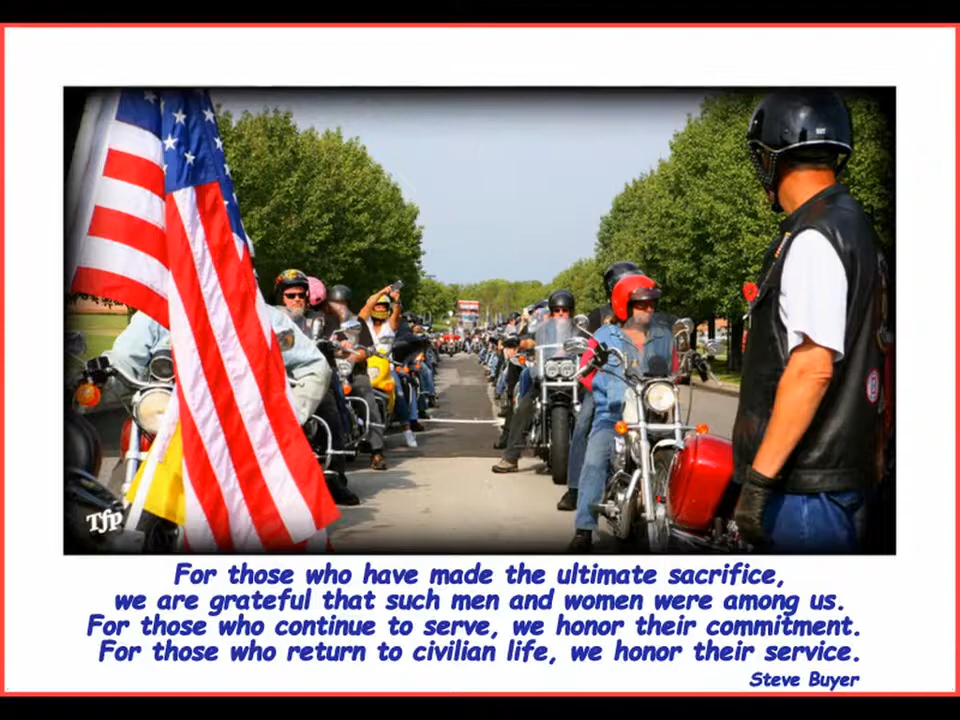 Tfp
For those who have made the ultimate sacrifice,
we are grateful that such men and women were among us.
For those who continue to serve, we honor their commitment.
For those who return to civilian life, we honor their service.
Steve Buyer